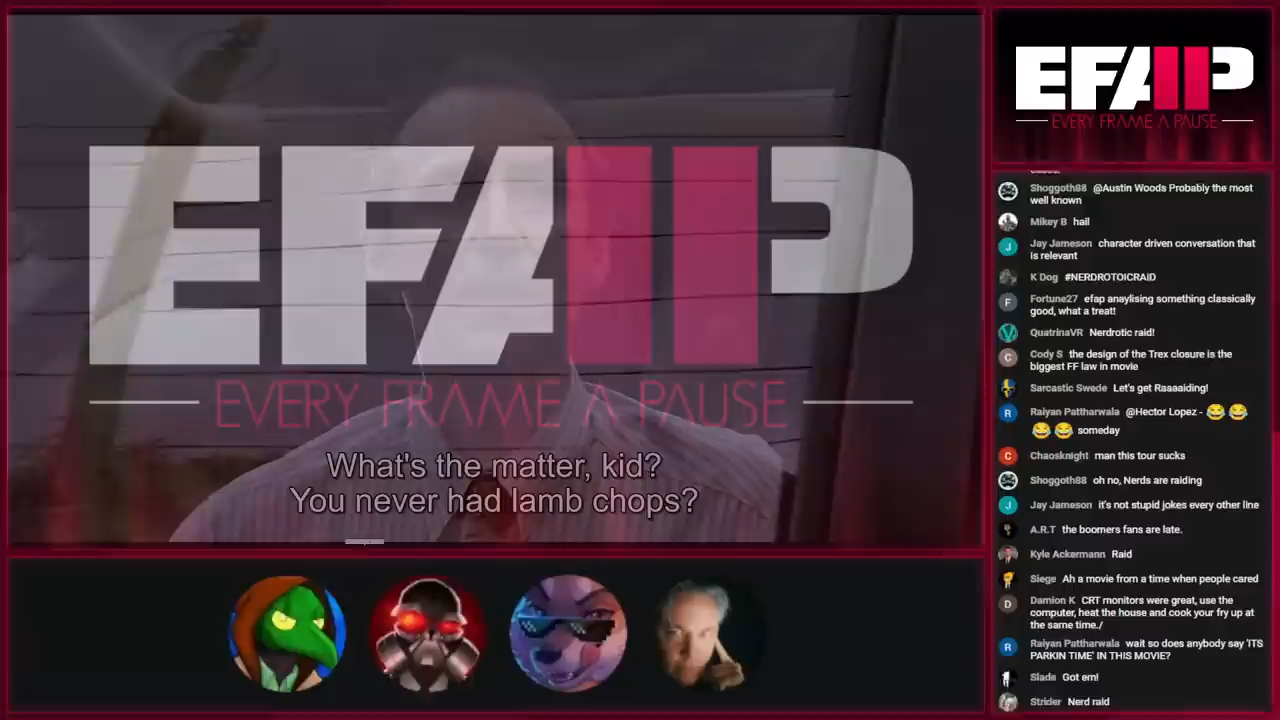 EFAP
EVERY FRAME A PAUSE
What's the matter, kid?
You never had lamb chops?
EFAP
EVERY FRAME A PAUSE
Shoggoth88 @Austin Woods Probably the most
well known
Mikey B hail
J
Jay Jameson character driven conversation that
is relevant
K Dog #NERDROTOICRAID
F
Fortune27 efap anaylising something classically
good, what a treat!
QuatrinaVR Nerdrotic raid!
C
Cody S the design of the Trex closure is the
biggest FF law in movie
Sarcastic Swede Let's get Raaaaiding!
R
Raiyan Pattharwala @Hector Lopez - 😂 😂
😂 😂 someday
C
Chaosknight man this tour sucks
Shoggoth88 oh no, Nerds are raiding
J
Jay Jameson it's not stupid jokes every other line
A.R.T the boomers fans are late.
Kyle Ackermann Raid
Siege Ah a movie from a time when people cared
D
Damion K CRT monitors were great, use the
computer, heat the house and cook your fry up at
the same time./
R
Raiyan Pattharwala wait so does anybody say 'ITS
PARKIN TIME' IN THIS MOVIE?
Slade Got em!
Strider Nerd raid